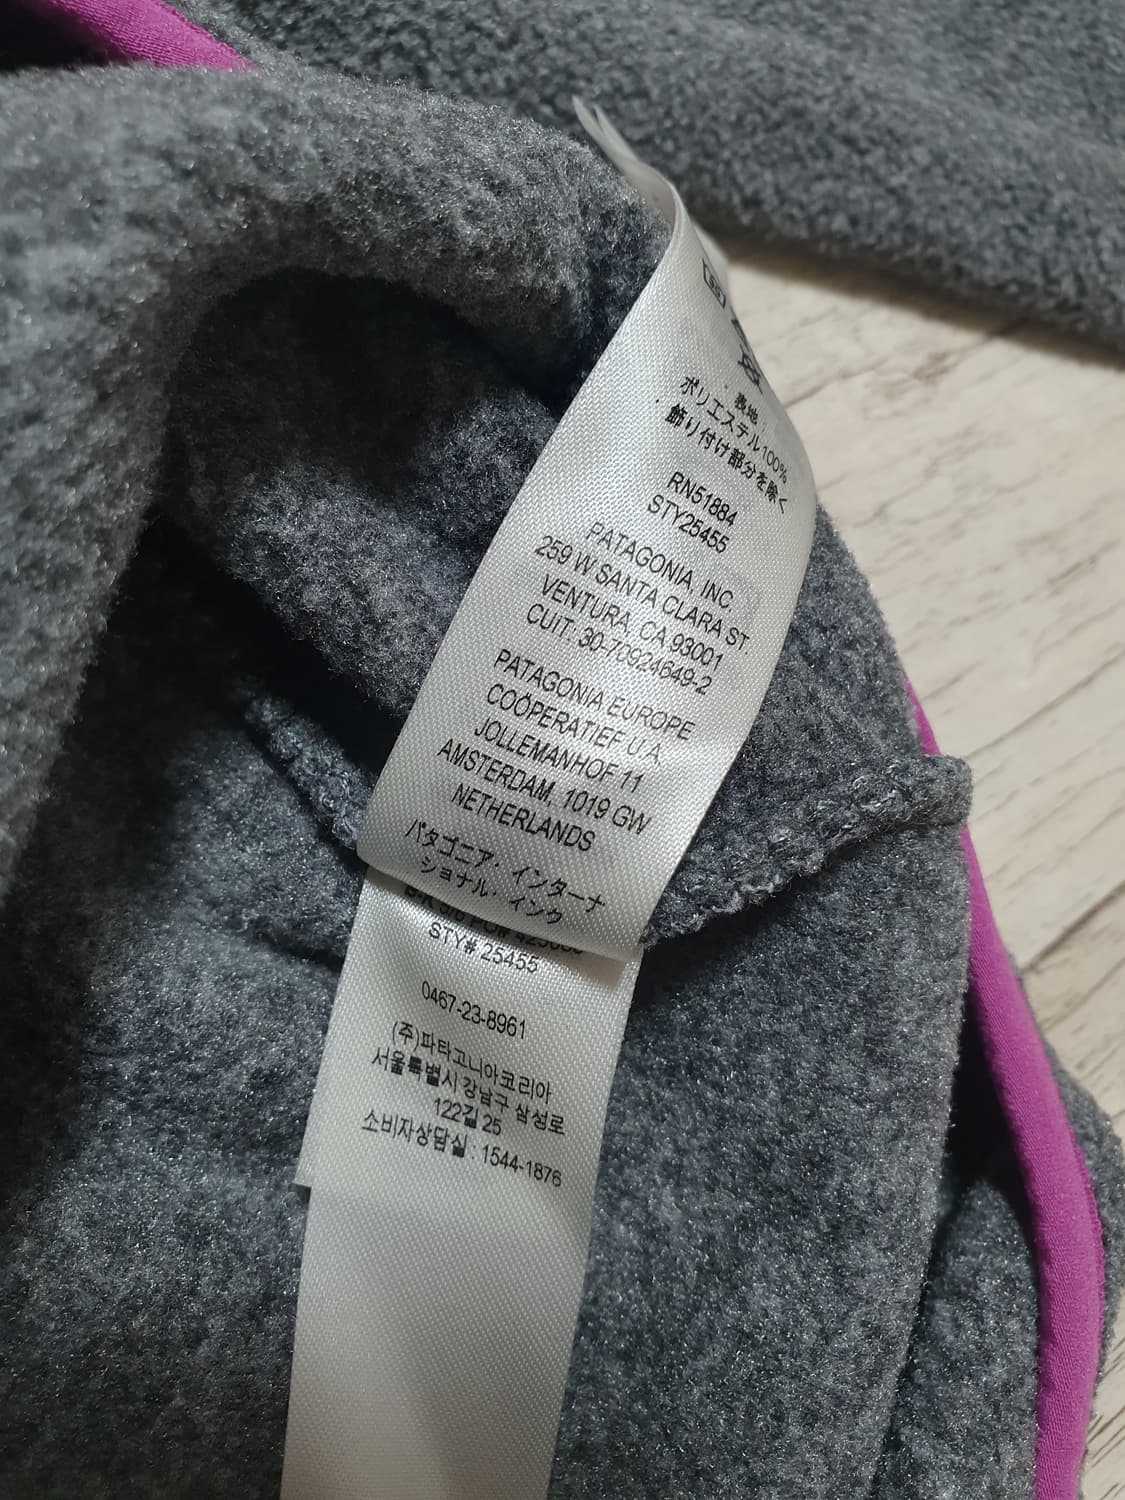 表地:
ポリエステル100%
飾り付け部分を除く
RN51884
STY25455
PATAGONIA, INC.
259 W SANTA CLARA ST.
VENTURA, CA 93001
CUIT: 30-70924649-2
PATAGONIA EUROPE
COÖPERATIEF U.A.
JOLLEMANHOF 11
AMSTERDAM, 1019 GW
NETHERLANDS
パタゴニア・インターナ
ショナル・インク
STY# 25455
0467-23-8961
(주)파타고니아코리아
서울특별시 강남구 삼성로
122길 25
소비자상담실 : 1544-1876